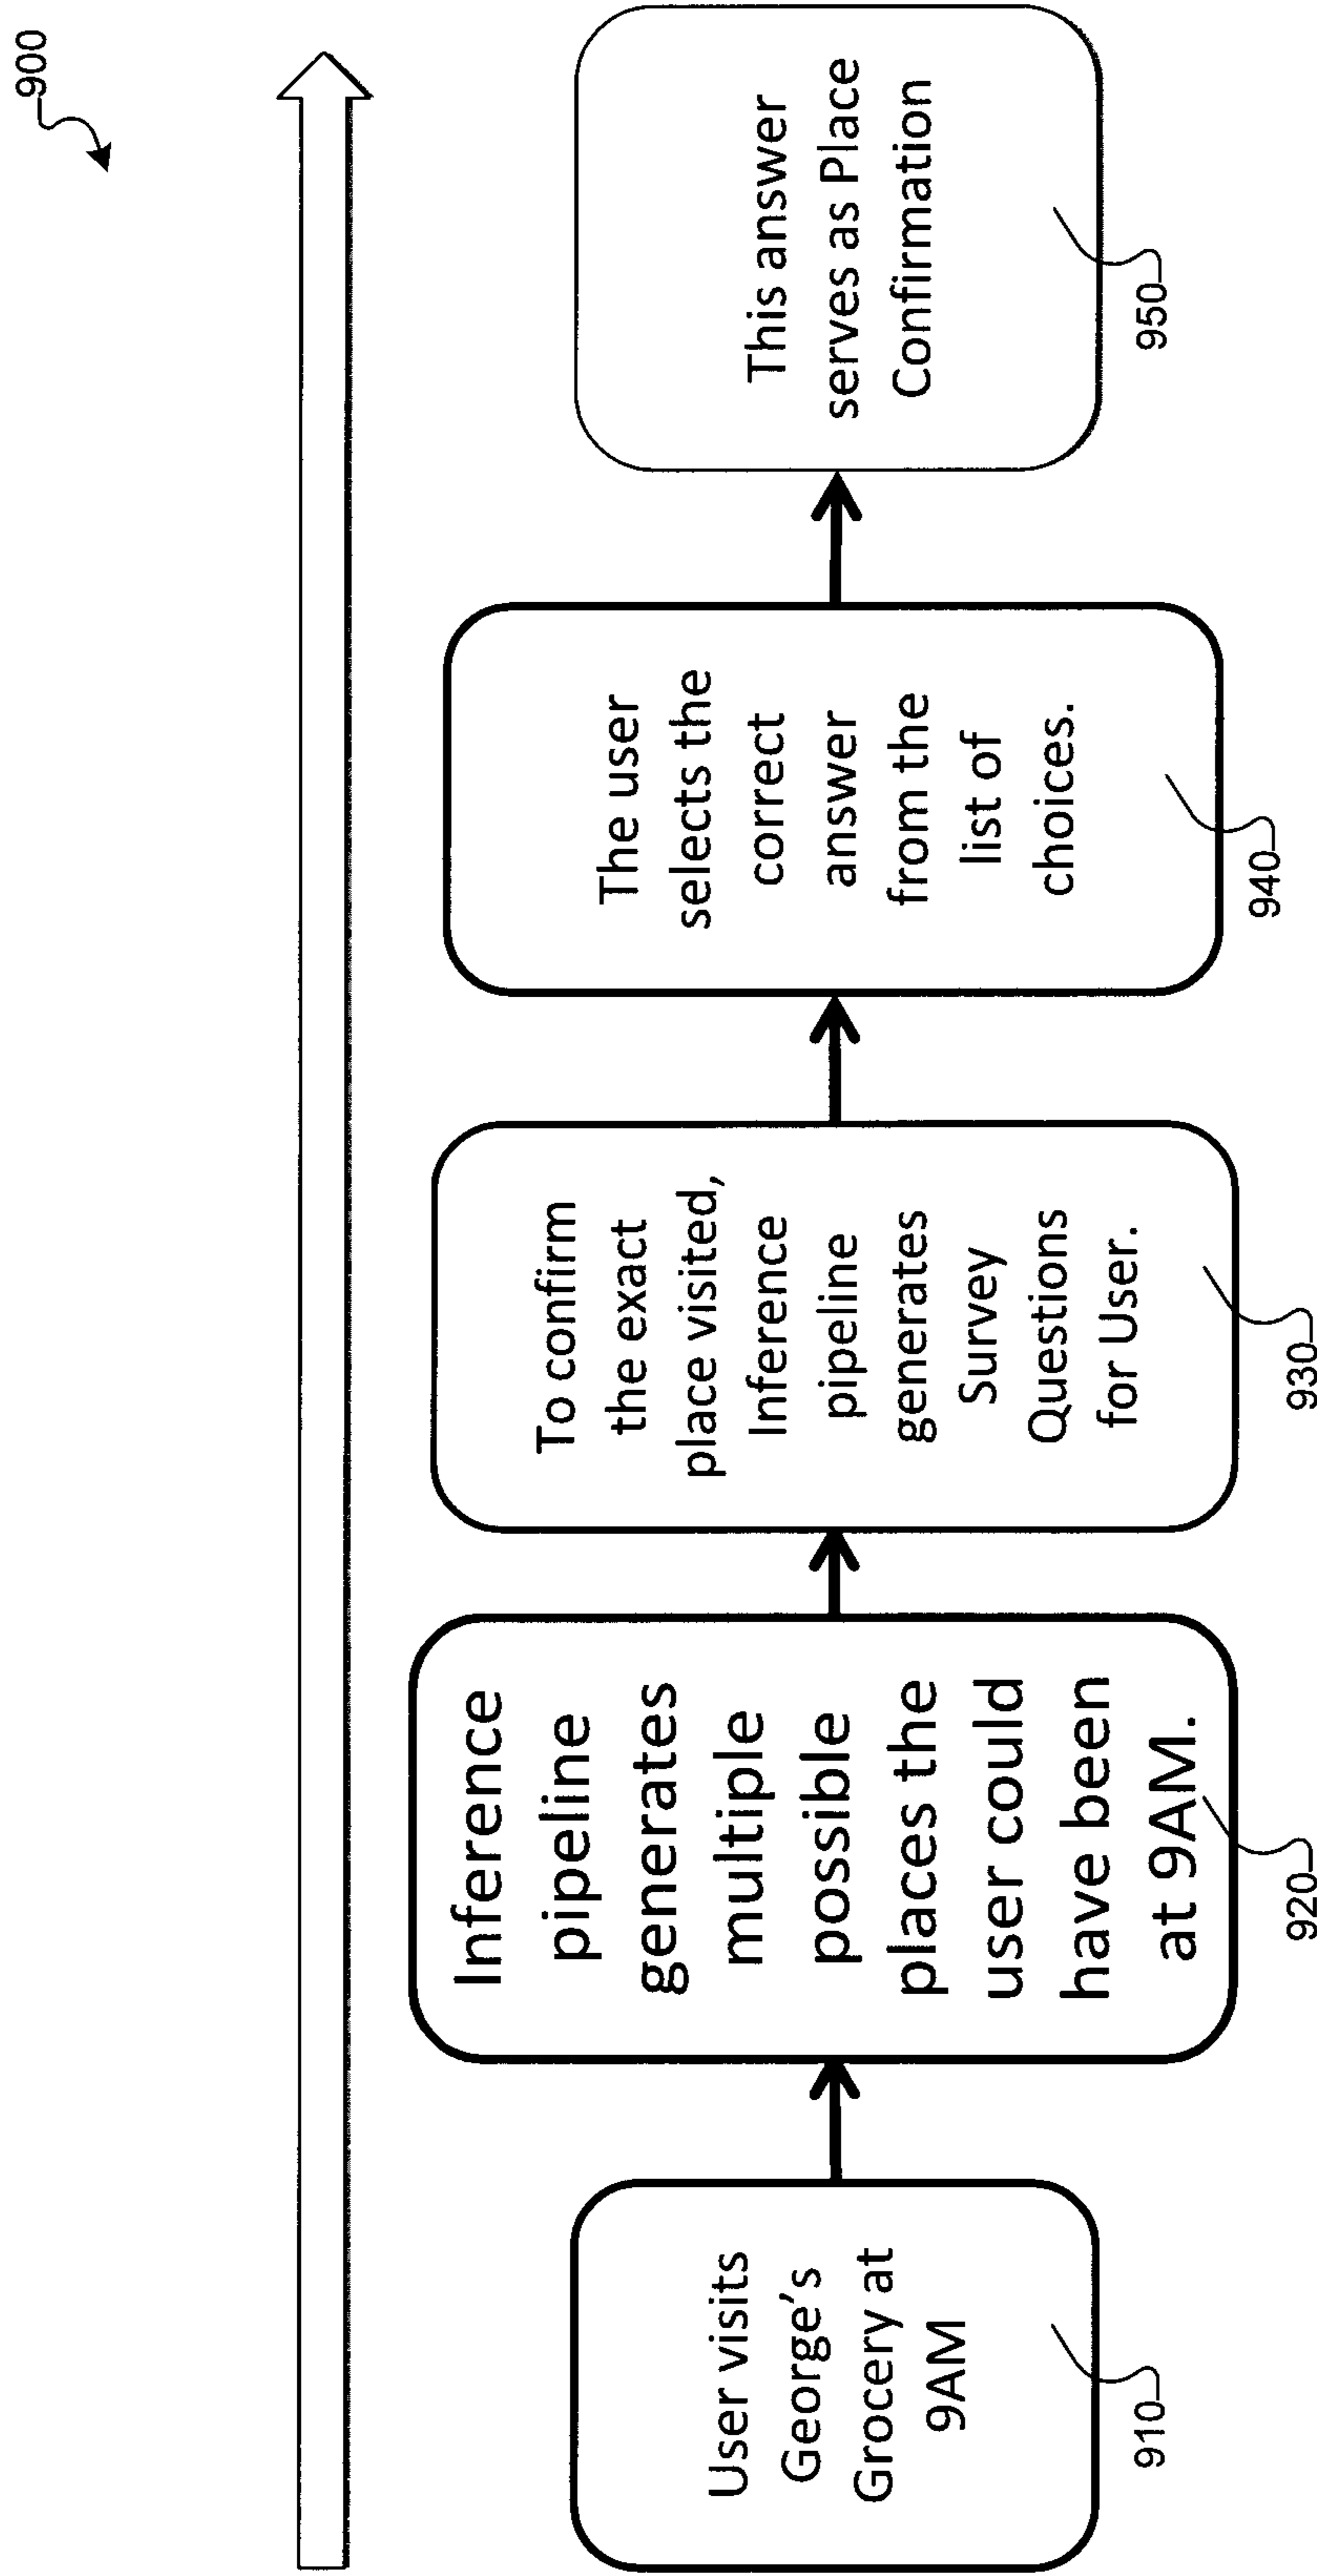 900
User visits
George’s
Grocery at
9AM
910
Inference
pipeline
generates
multiple
possible
places the
user could
have been
at 9AM.
920
To confirm
the exact
place visited,
Inference
pipeline
generates
Survey
Questions
for User.
930
The user
selects the
correct
answer
from the
list of
choices.
940
This answer
serves as Place
Confirmation
950